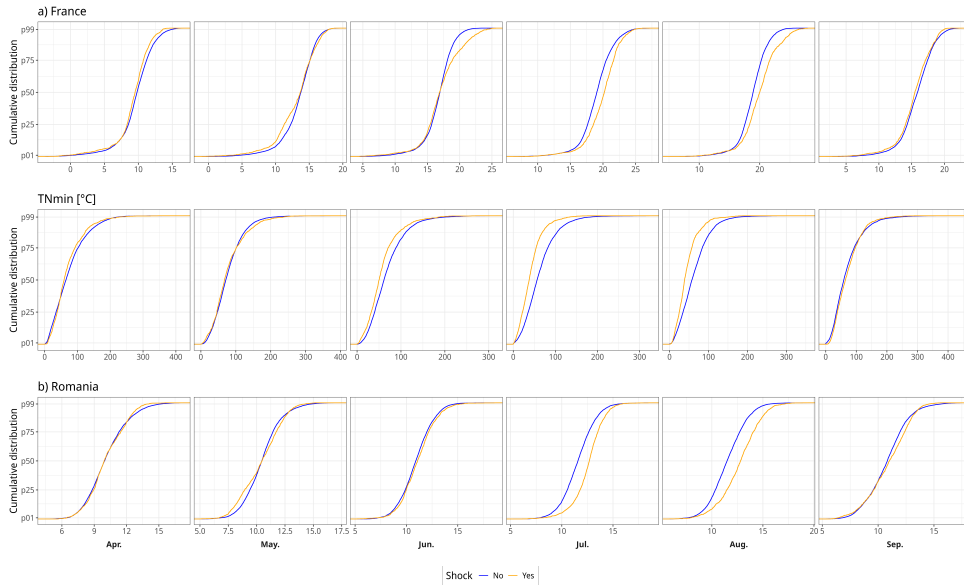 a) France
Cumulative distribution
p99
p75
p50
p25
p01
0 5 10 15
0 5 10 15 20
5 10 15 20 25
10 15 20 25
10 20
5 10 15 20
TNmin [°C]
Cumulative distribution
p99
p75
p50
p25
p01
0 100 200 300 400
0 100 200 300 400
0 100 200 300
0 100 200 300
0 100 200 300
0 100 200 300 400
b) Romania
Cumulative distribution
p99
p75
p50
p25
p01
6 9 12 15
5.0 7.5 10.0 12.5 15.0 17.5
5 10 15
5 10 15
10 15 20
5 10 15
Apr. May. Jun. Jul. Aug. Sep.
Shock No Yes